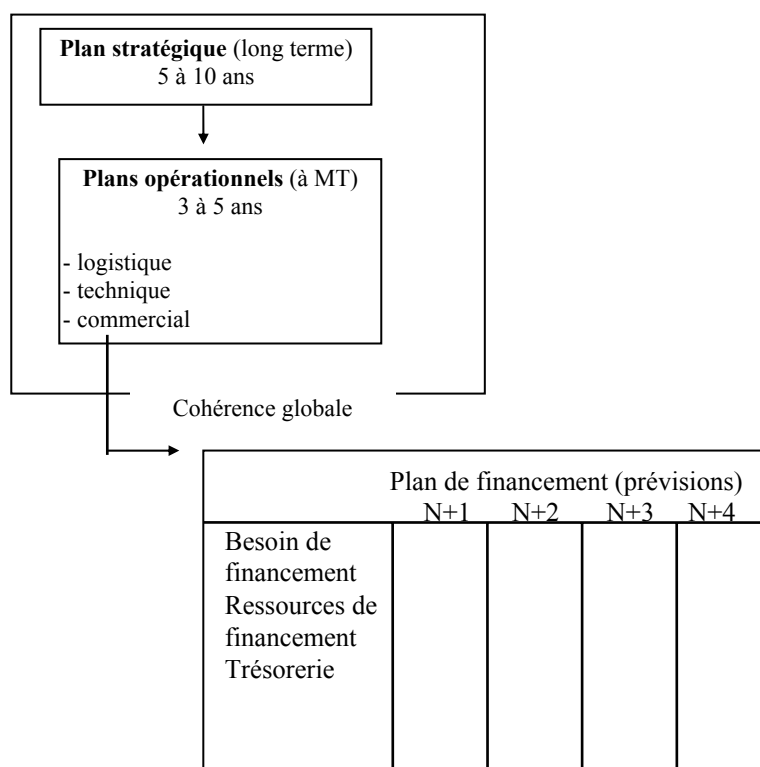 Plan stratégique (long terme)
5 à 10 ans
Plans opérationnels (à MT)
3 à 5 ans
- logistique
- technique
- commercial
Cohérence globale
Plan de financement (prévisions)
N+1 N+2 N+3 N+4
Besoin de
financement
Ressources de
financement
Trésorerie